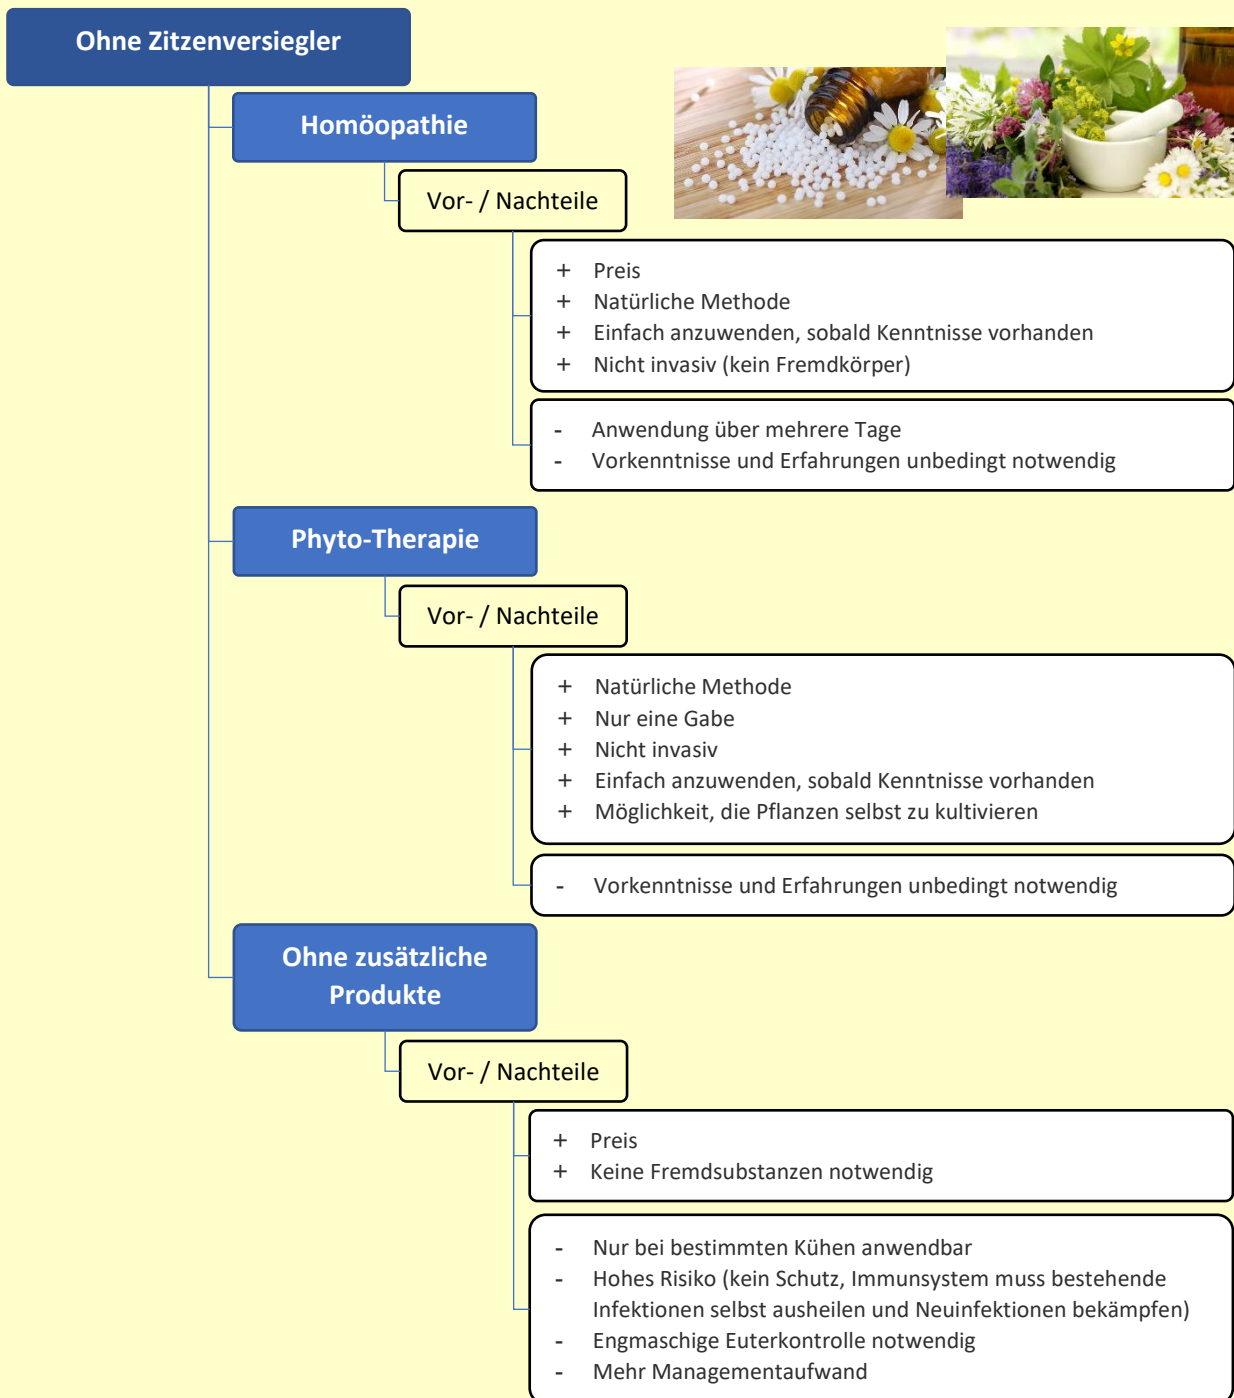 Ohne Zitzenversiegler
Homöopathie
Vor- / Nachteile
+ Preis
+ Natürliche Methode
+ Einfach anzuwenden, sobald Kenntnisse vorhanden
+ Nicht invasiv (kein Fremdkörper)
- Anwendung über mehrere Tage
- Vorkenntnisse und Erfahrungen unbedingt notwendig
Phyto-Therapie
Vor- / Nachteile
+ Natürliche Methode
+ Nur eine Gabe
+ Nicht invasiv
+ Einfach anzuwenden, sobald Kenntnisse vorhanden
+ Möglichkeit, die Pflanzen selbst zu kultivieren
- Vorkenntnisse und Erfahrungen unbedingt notwendig
Ohne zusätzliche
Produkte
Vor- / Nachteile
+ Preis
+ Keine Fremdsubstanzen notwendig
- Nur bei bestimmten Kühen anwendbar
- Hohes Risiko (kein Schutz, Immunsystem muss bestehende
Infektionen selbst ausheilen und Neuinfektionen bekämpfen)
- Engmaschige Euterkontrolle notwendig
- Mehr Managementaufwand